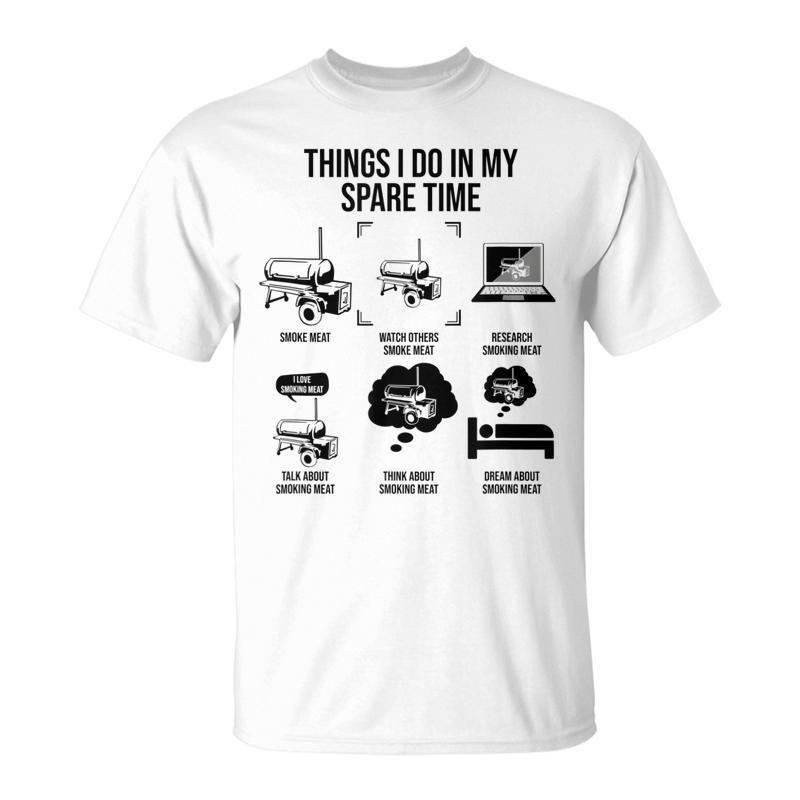 THINGS I DO IN MY
SPARE TIME
SMOKE MEAT
WATCH OTHERS
SMOKE MEAT
RESEARCH
SMOKING MEAT
I LOVE
SMOKING MEAT
TALK ABOUT
SMOKING MEAT
THINK ABOUT
SMOKING MEAT
DREAM ABOUT
SMOKING MEAT